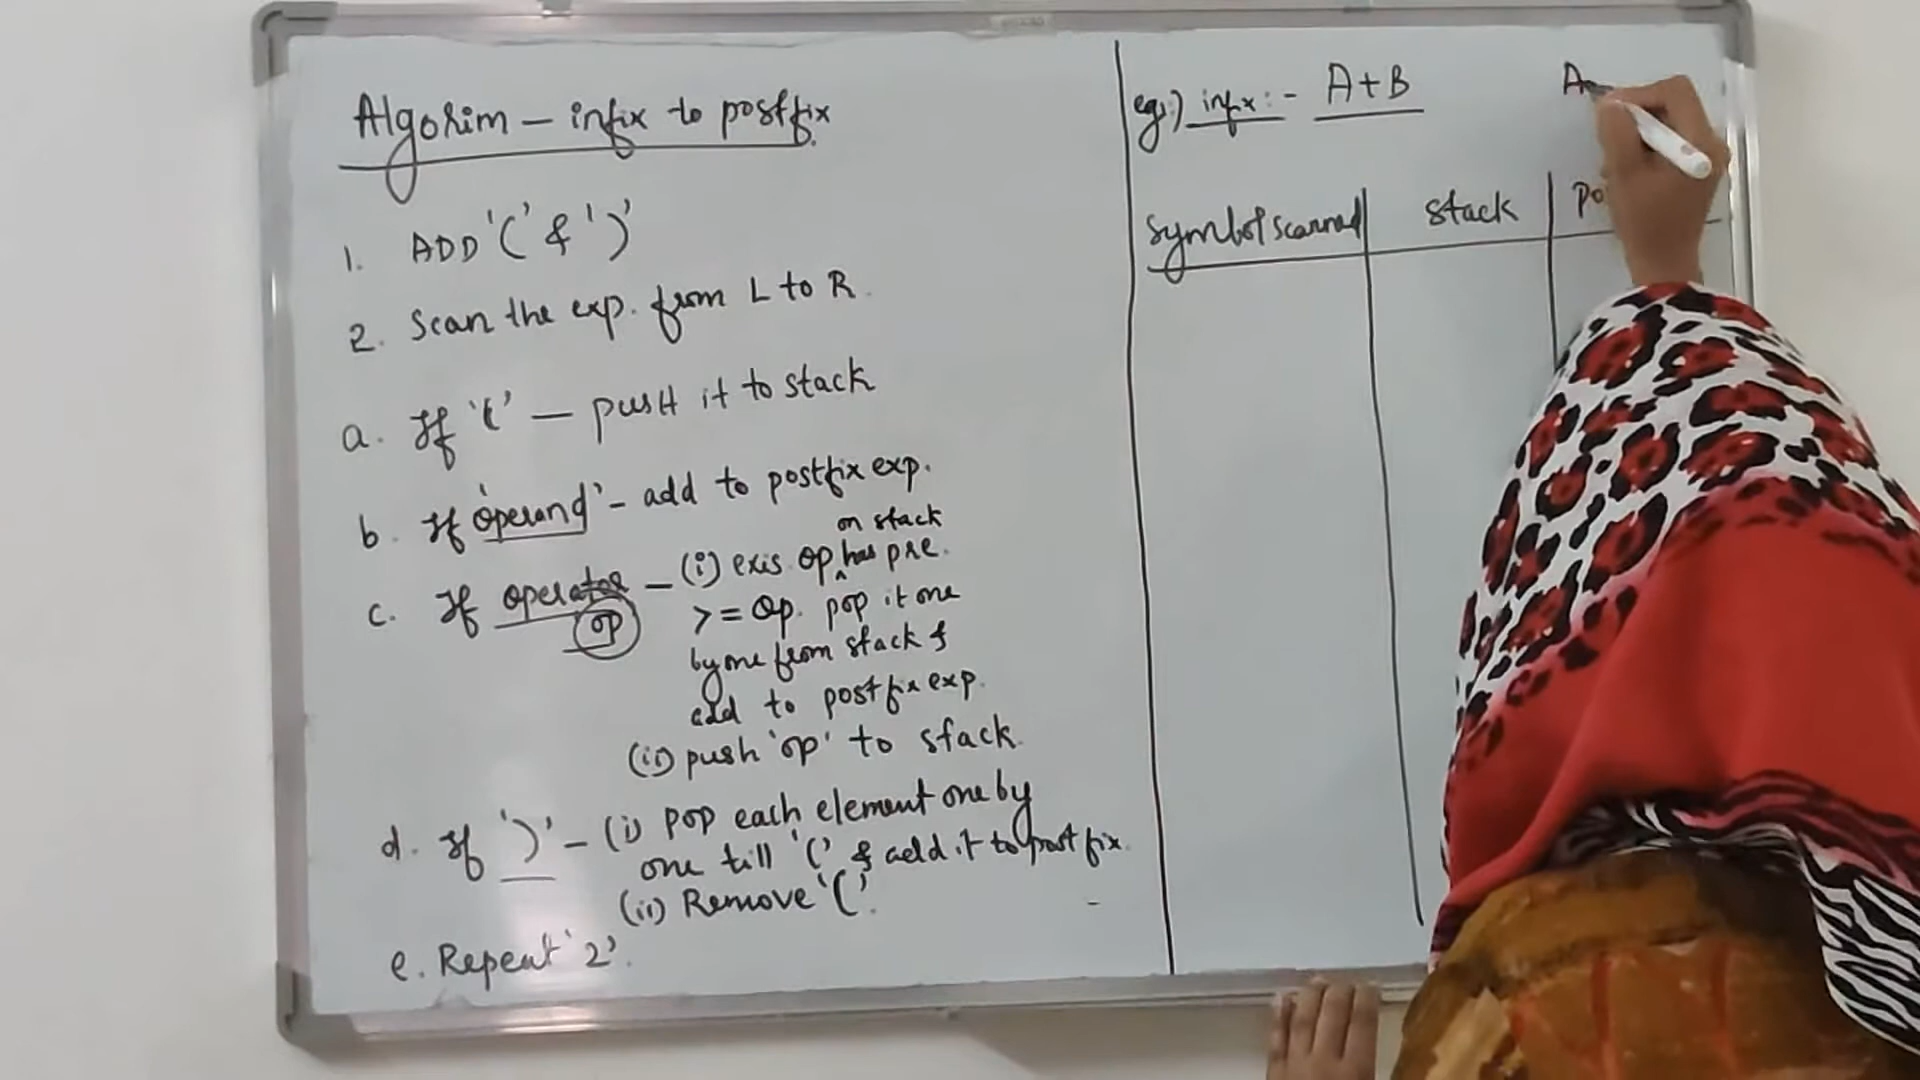 Algorim - infix to postfix
1. ADD '(' & ')'
2. Scan the exp. from L to R.
a. If '(' - push it to stack
b. If 'operand' - add to postfix exp.
on stack
c. If operator - (i) exis. op has pre.
op
>= op. pop it one
by one from stack &
add to postfix exp.
(ii) push 'op' to stack.
d. If ')' - (i) pop each element one by
one till '(' & add it to postfix.
(ii) Remove '('.
e. Repeat '2'.
eg:) infx :- A+B
A
symbol scanned
stack
Po